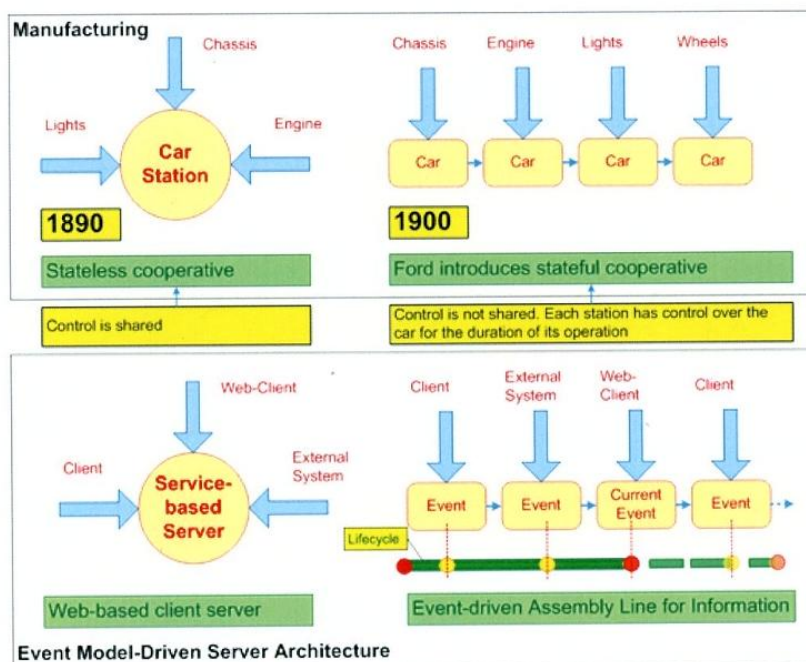 Manufacturing
Chassis
Lights
Engine
Car
Station
1890
Stateless cooperative
Control is shared
Chassis
Engine
Lights
Wheels
Car
Car
Car
Car
1900
Ford introduces stateful cooperative
Control is not shared. Each station has control over the
car for the duration of its operation
Web-Client
Client
External
System
Service-
based
Server
Web-based client server
Client
External
System
Web-
Client
Client
Event
Event
Current
Event
Event
Lifecycle
Event-driven Assembly Line for Information
Event Model-Driven Server Architecture